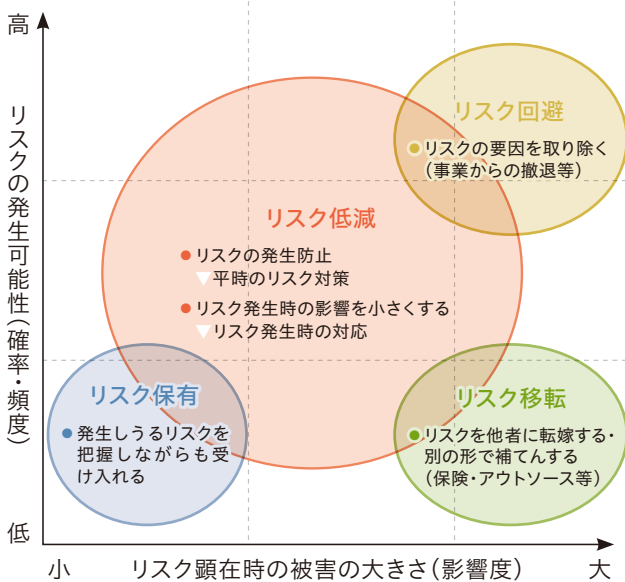 高
リスクの発生可能性(確率・頻度)
低
リスク回避
●リスクの要因を取り除く
(事業からの撤退等)
リスク低減
●リスクの発生防止
▼平時のリスク対策
●リスク発生時の影響を小さくする
▼リスク発生時の対応
リスク保有
●発生しうるリスクを
把握しながらも受
け入れる
リスク移転
●リスクを他者に転嫁する・
別の形で補てんする
(保険・アウトソース等)
小
リスク顕在時の被害の大きさ(影響度)
大